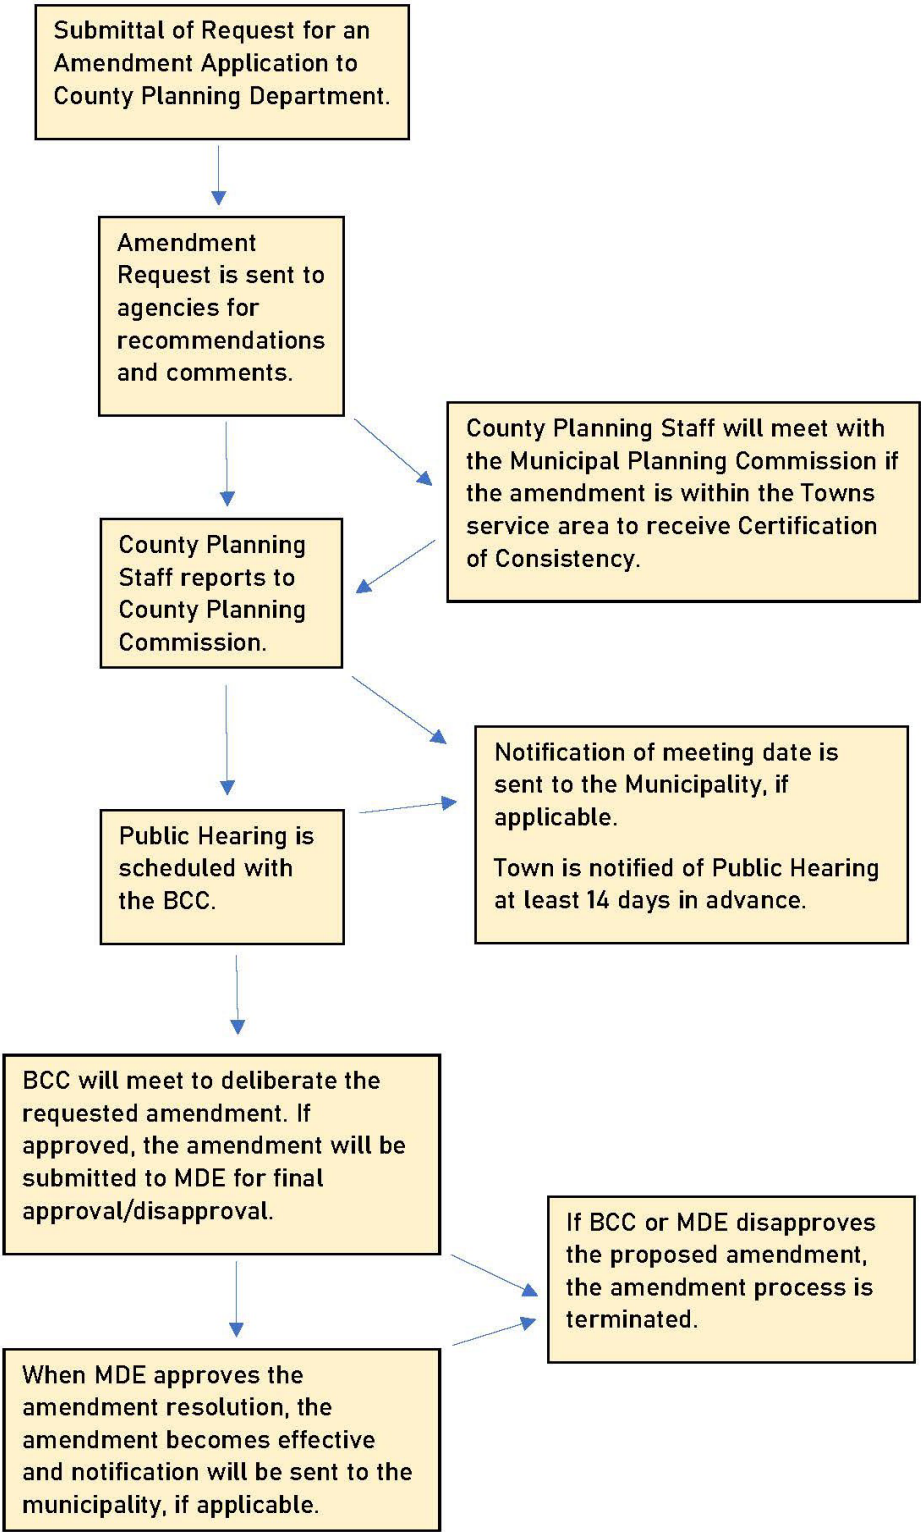 Submittal of Request for an
Amendment Application to
County Planning Department.
Amendment
Request is sent to
agencies for
recommendations
and comments.
County Planning Staff will meet with
the Municipal Planning Commission if
the amendment is within the Towns
service area to receive Certification
of Consistency.
County Planning
Staff reports to
County Planning
Commission.
Notification of meeting date is
sent to the Municipality, if
applicable.
Town is notified of Public Hearing
at least 14 days in advance.
Public Hearing is
scheduled with
the BCC.
BCC will meet to deliberate the
requested amendment. If
approved, the amendment will be
submitted to MDE for final
approval/disapproval.
If BCC or MDE disapproves
the proposed amendment,
the amendment process is
terminated.
When MDE approves the
amendment resolution, the
amendment becomes effective
and notification will be sent to the
municipality, if applicable.